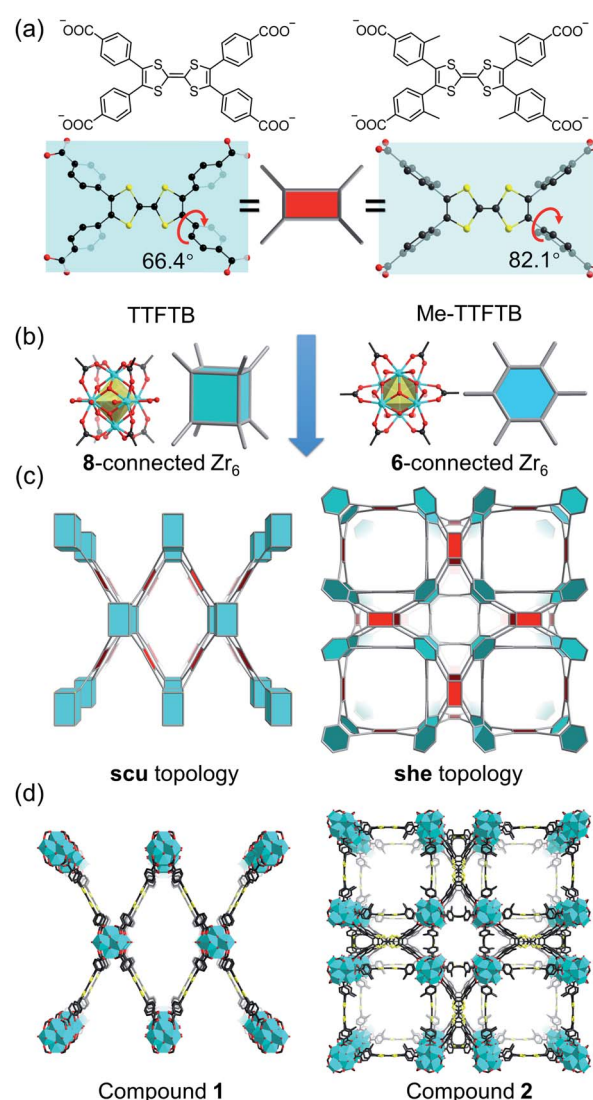 (a)
⁻OOC COO⁻ ⁻OOC COO⁻
S S S S S S S S
⁻OOC COO⁻ ⁻OOC COO⁻
= =
66.4° 82.1°
TTFTB Me-TTFTB
(b)
8-connected Zr₆ 6-connected Zr₆
(c)
scu topology she topology
(d)
Compound 1 Compound 2